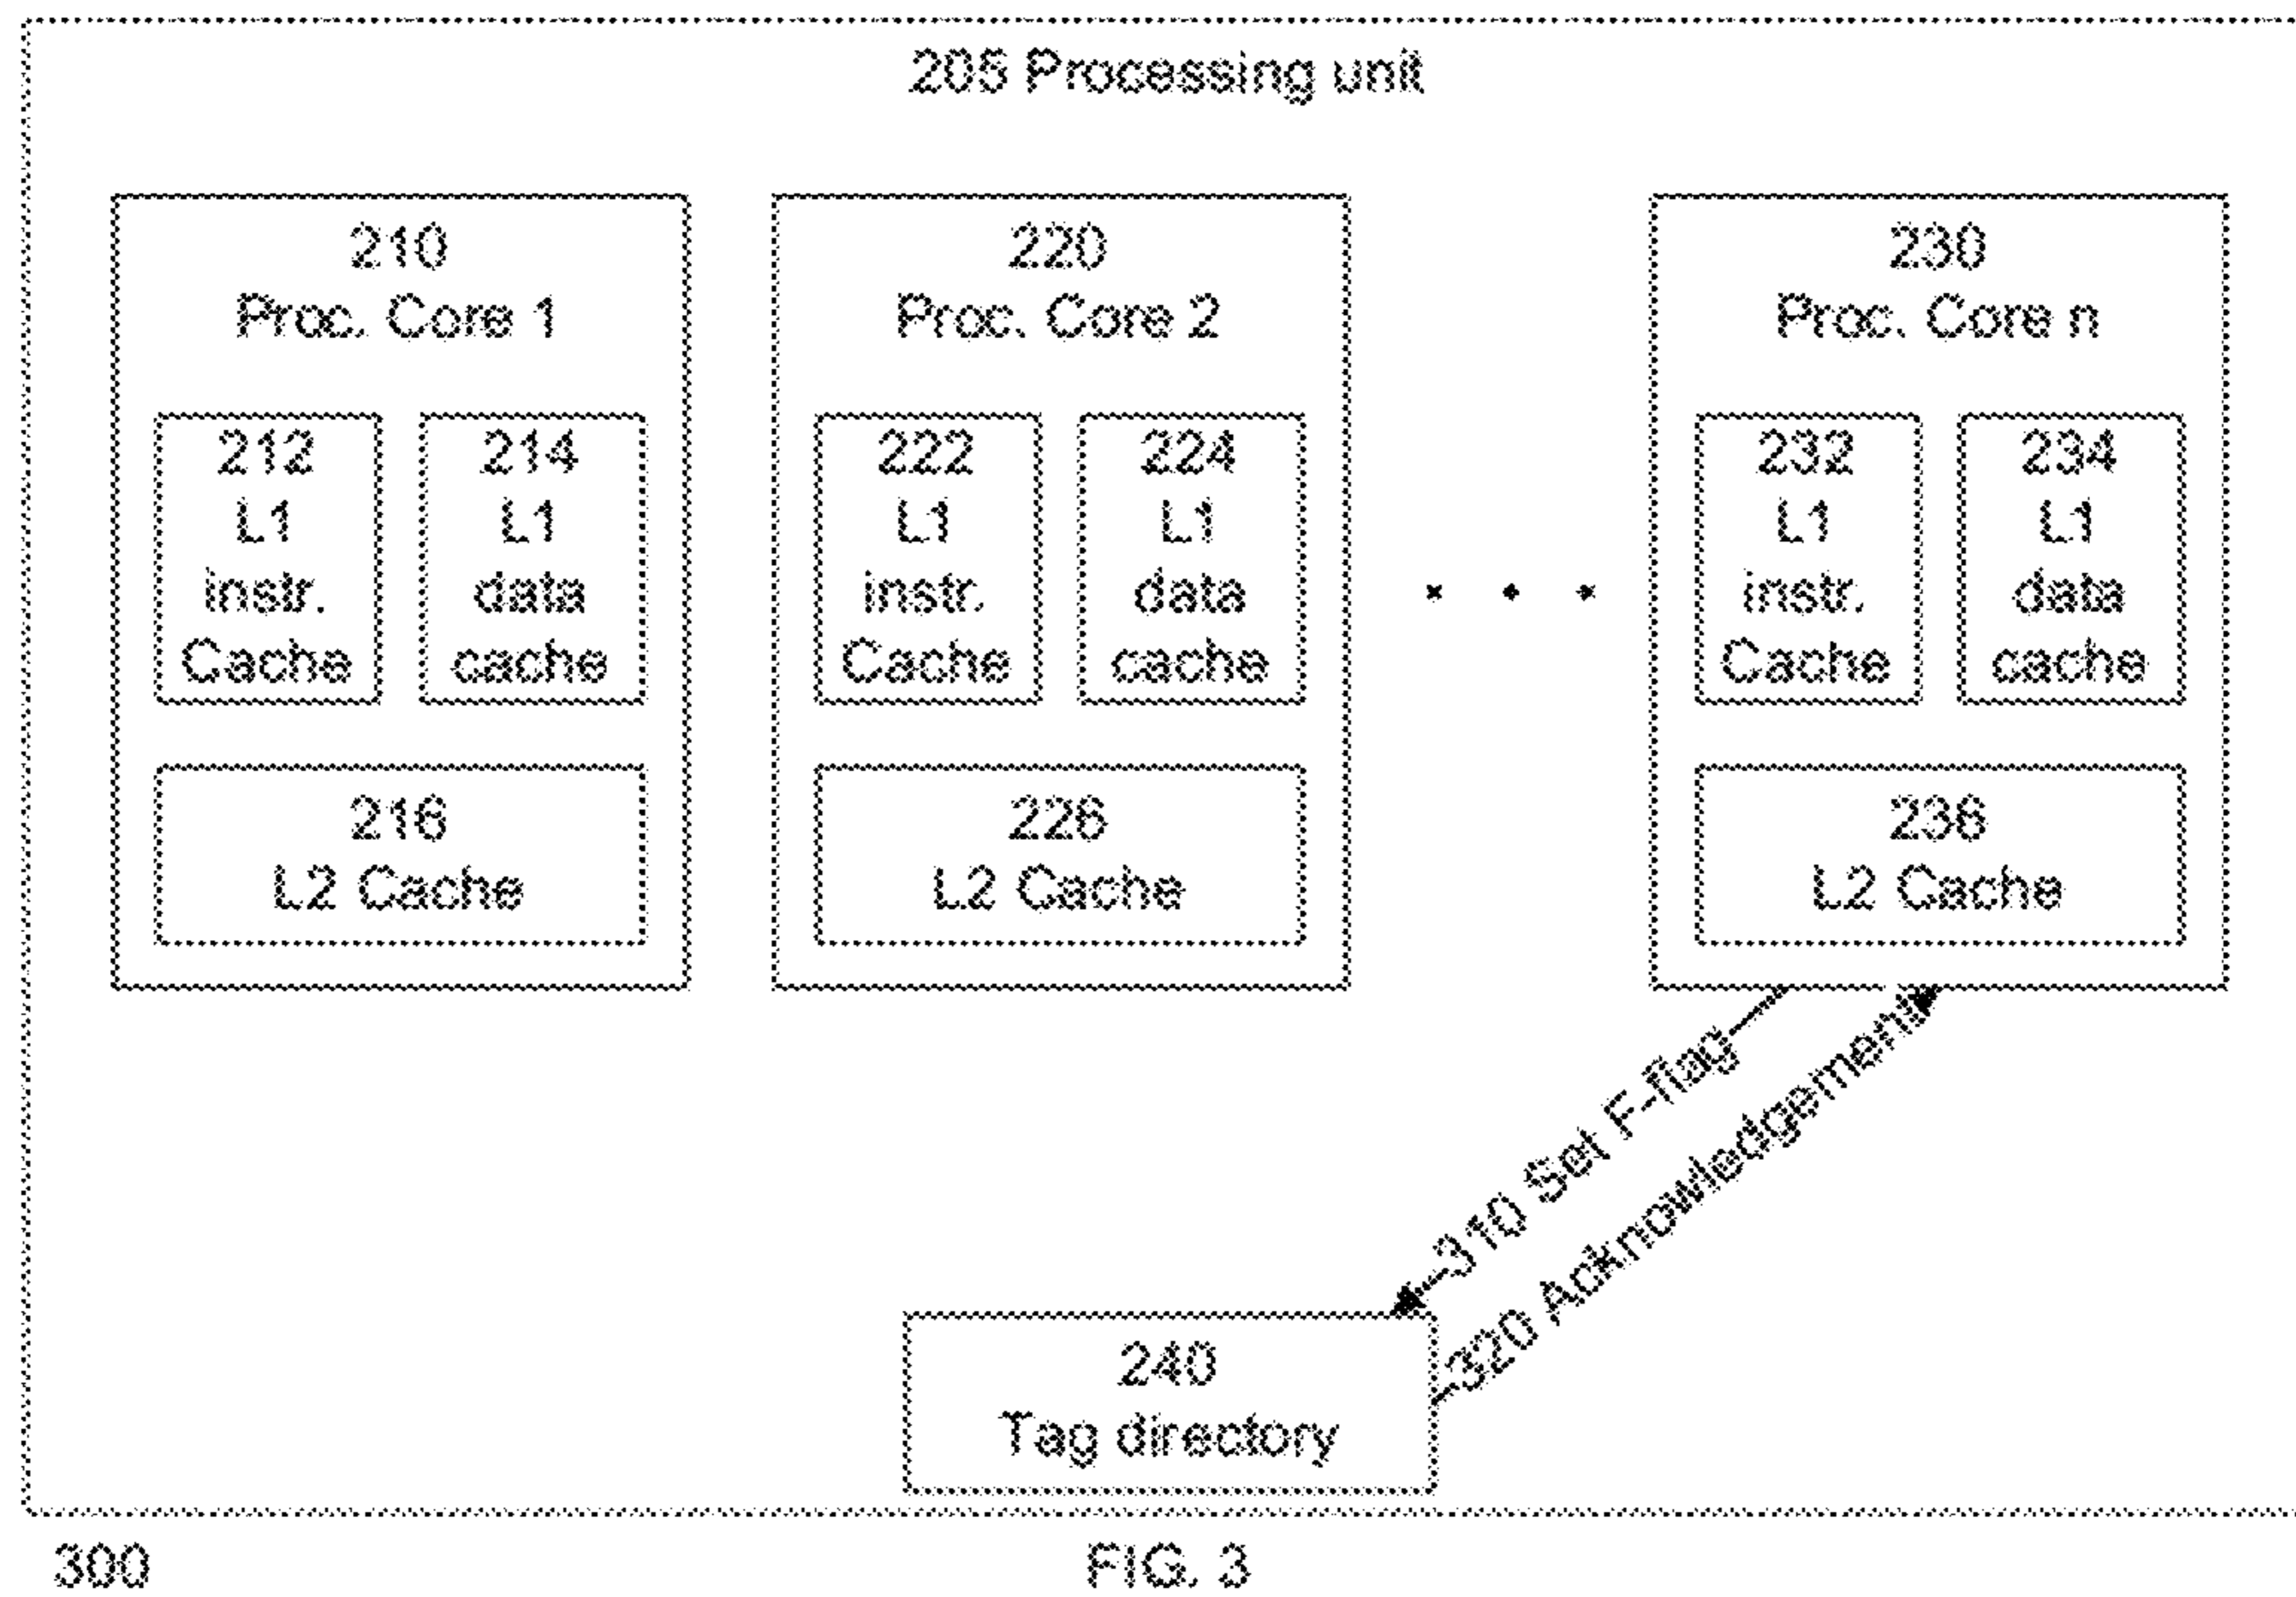 205 Processing unit
210
Proc. Core 1
212
L1
instr.
Cache
214
L1
data
cache
216
L2 Cache
220
Proc. Core 2
222
L1
instr.
Cache
224
L1
data
cache
226
L2 Cache
230
Proc. Core n
232
L1
instr.
Cache
234
L1
data
cache
236
L2 Cache
310 Set F-flag
320 Acknowledgement
240
Tag directory
300
FIG. 3